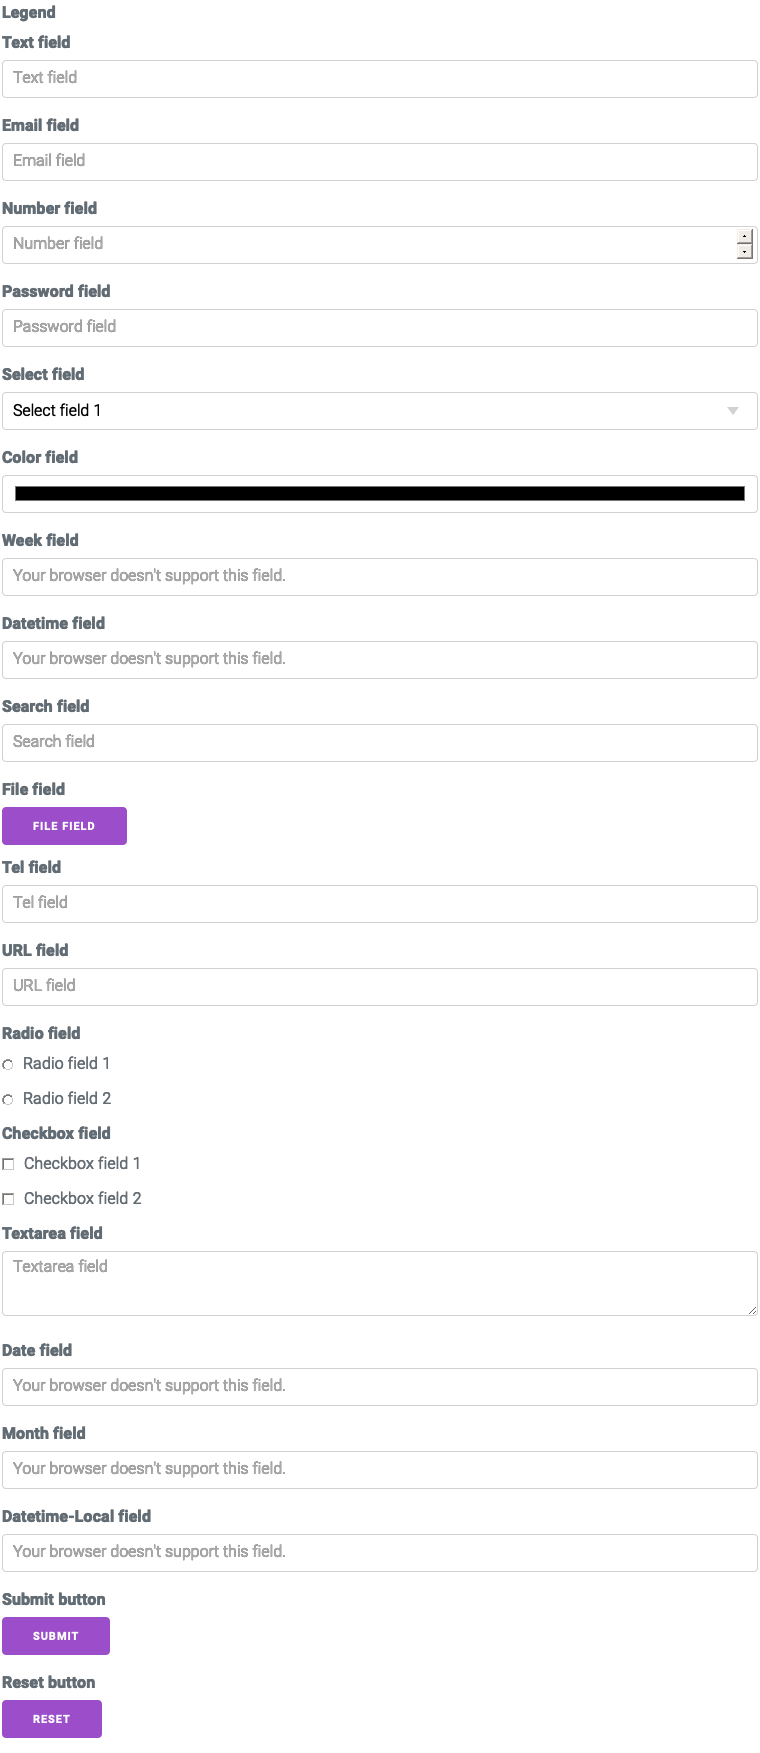 Legend
Text field
Text field
Email field
Email field
Number field
Number field
Password field
Password field
Select field
Select field 1
Color field
Week field
Your browser doesn't support this field.
Datetime field
Your browser doesn't support this field.
Search field
Search field
File field
FILE FIELD
Tel field
Tel field
URL field
URL field
Radio field
Radio field 1
Radio field 2
Checkbox field
Checkbox field 1
Checkbox field 2
Textarea field
Textarea field
Date field
Your browser doesn't support this field.
Month field
Your browser doesn't support this field.
Datetime-Local field
Your browser doesn't support this field.
Submit button
SUBMIT
Reset button
RESET